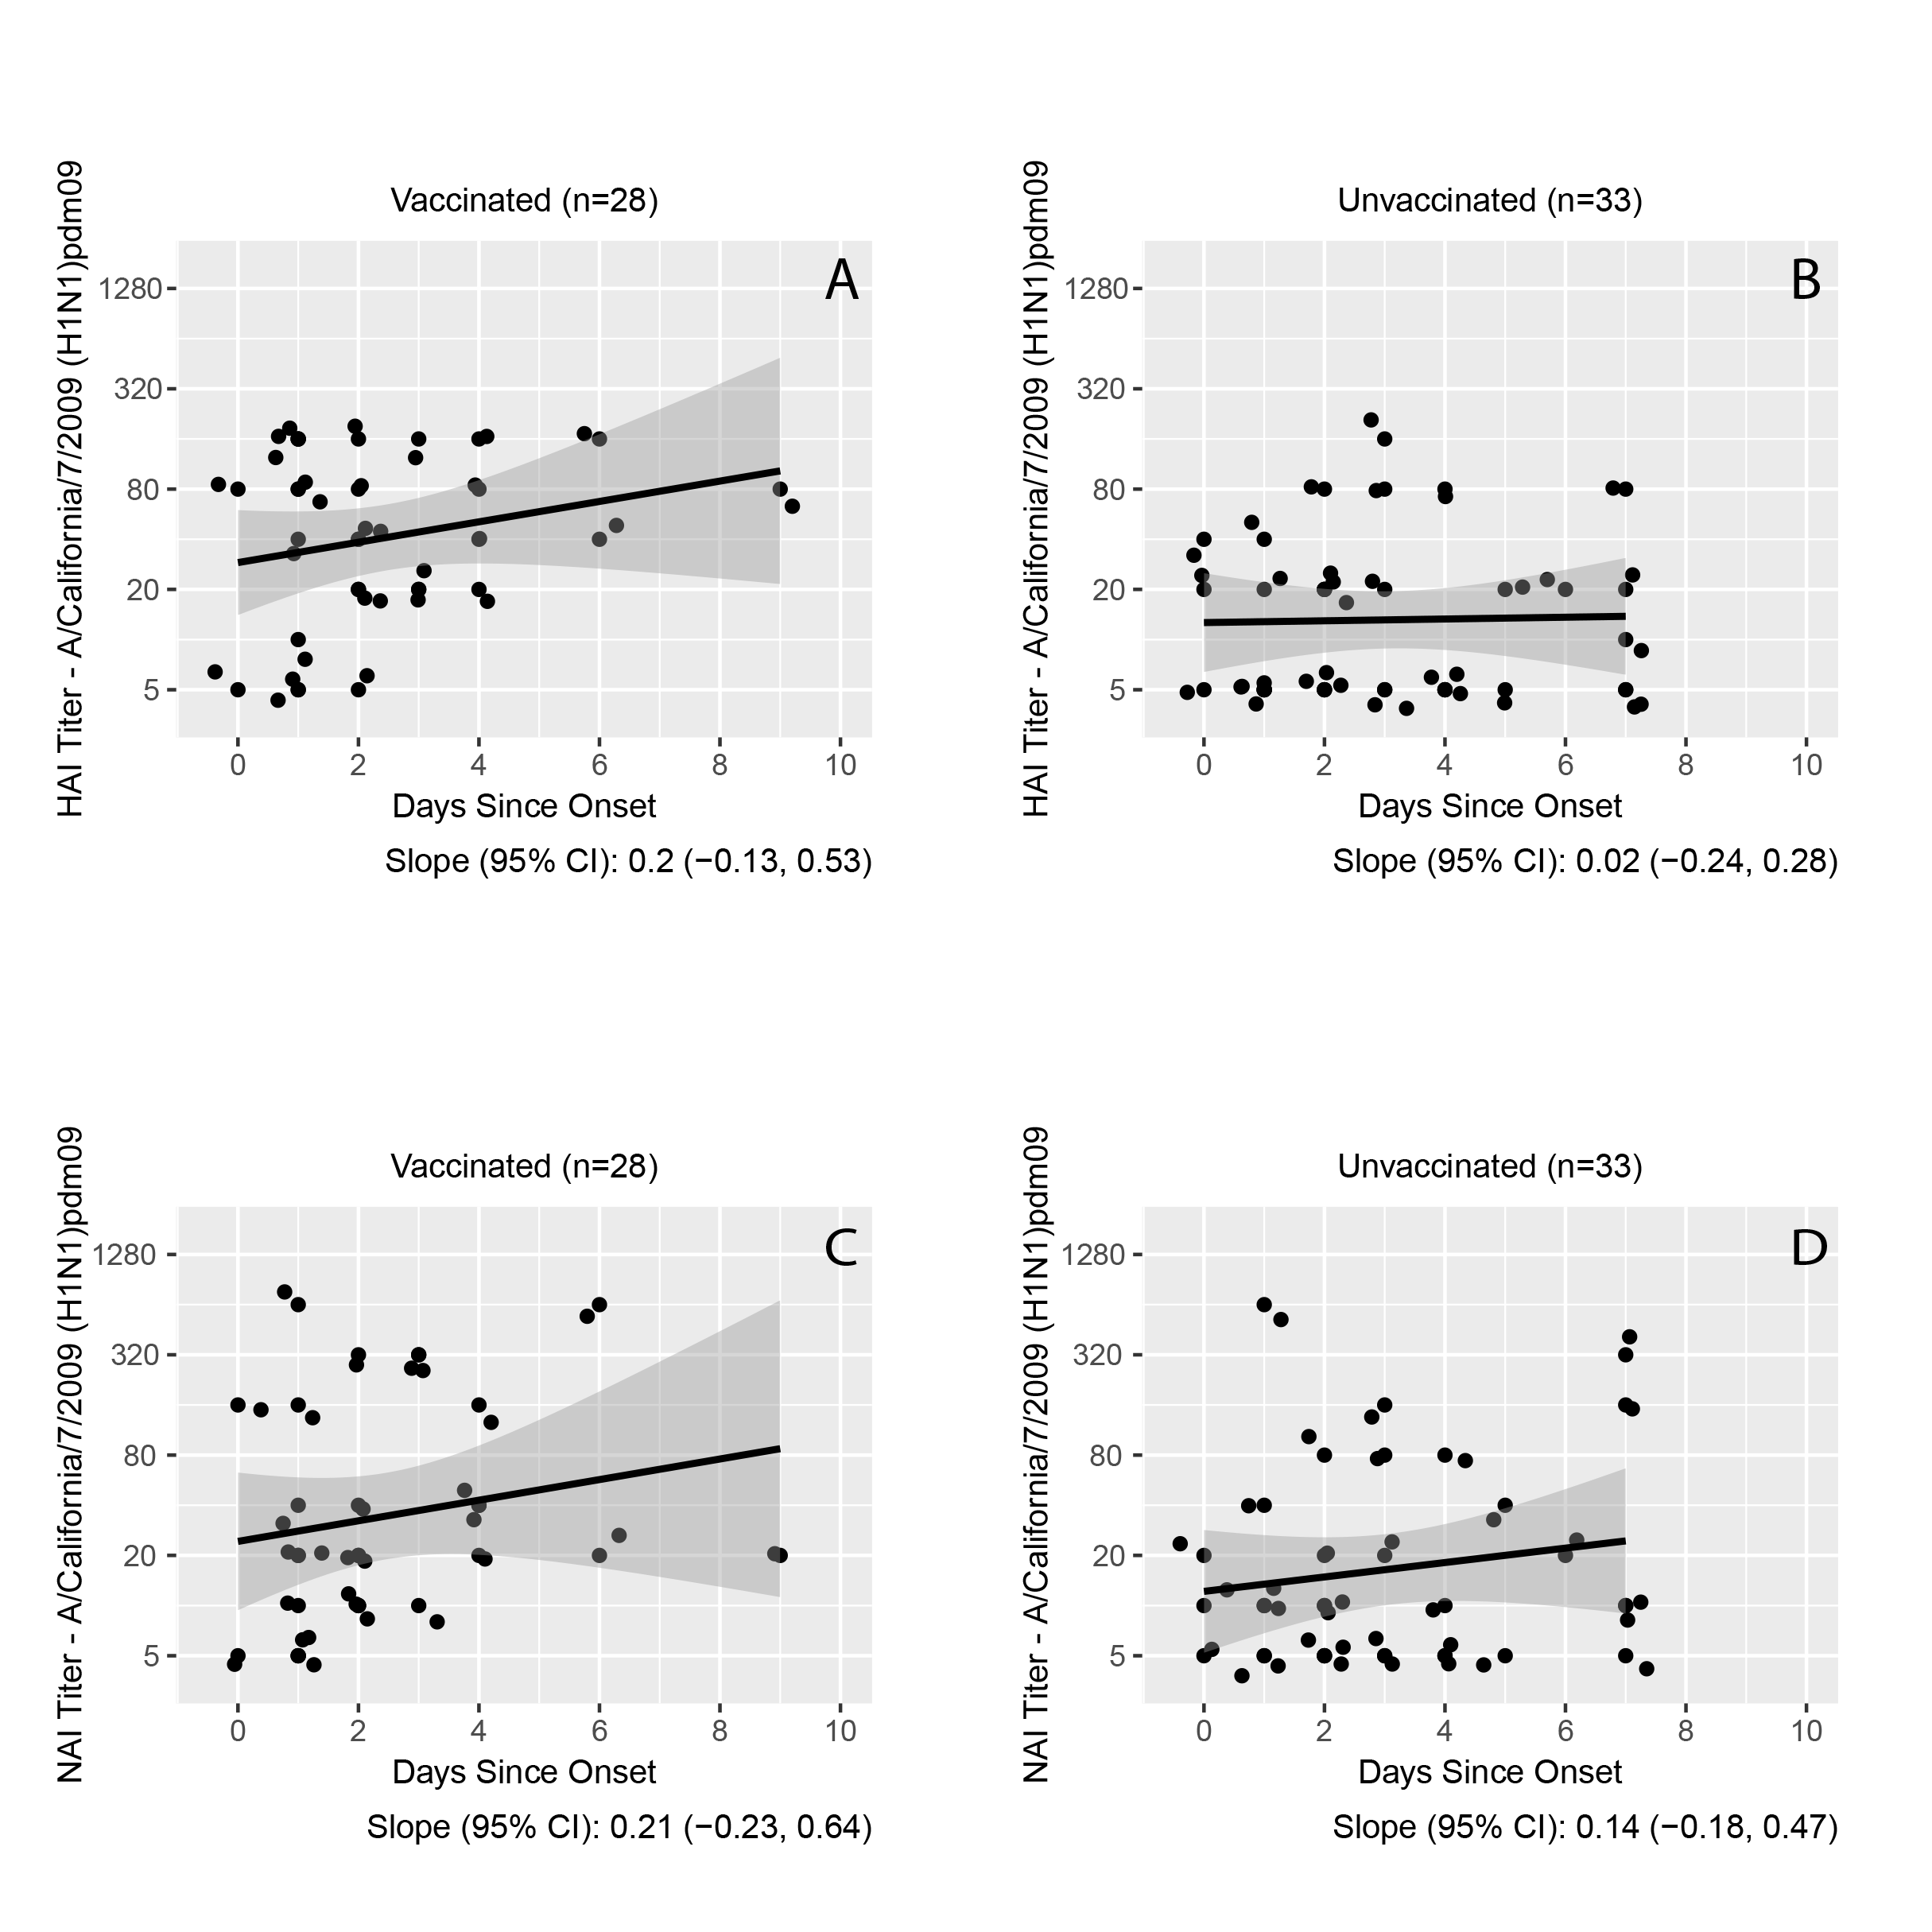 Vaccinated (n=28)
HAI Titer - A/California/7/2009 (H1N1)pdm09
1280
320
80
20
5
A
0 2 4 6 8 10
Days Since Onset
Slope (95% CI): 0.2 (−0.13, 0.53)
Unvaccinated (n=33)
HAI Titer - A/California/7/2009 (H1N1)pdm09
1280
320
80
20
5
B
0 2 4 6 8 10
Days Since Onset
Slope (95% CI): 0.02 (−0.24, 0.28)
Vaccinated (n=28)
NAI Titer - A/California/7/2009 (H1N1)pdm09
1280
320
80
20
5
C
0 2 4 6 8 10
Days Since Onset
Slope (95% CI): 0.21 (−0.23, 0.64)
Unvaccinated (n=33)
NAI Titer - A/California/7/2009 (H1N1)pdm09
1280
320
80
20
5
D
0 2 4 6 8 10
Days Since Onset
Slope (95% CI): 0.14 (−0.18, 0.47)